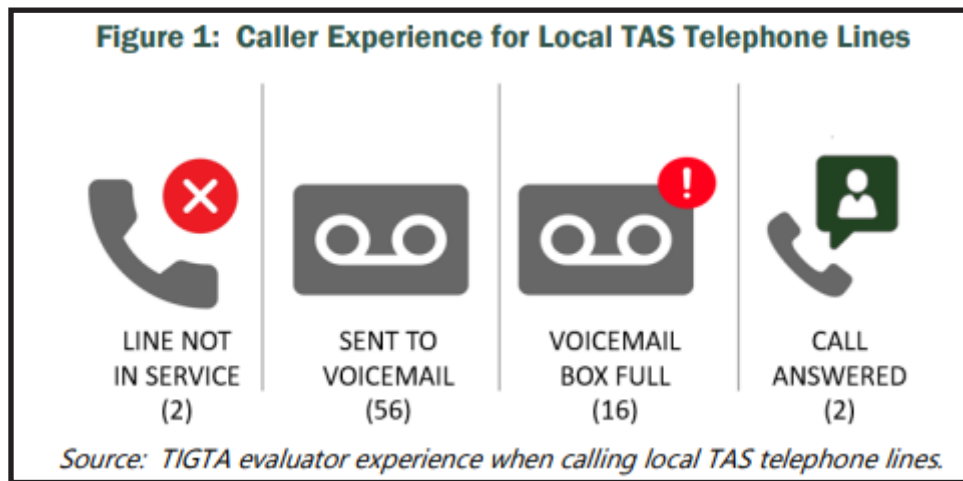 Figure 1: Caller Experience for Local TAS Telephone Lines
LINE NOT
IN SERVICE
(2)
SENT TO
VOICEMAIL
(56)
VOICEMAIL
BOX FULL
(16)
CALL
ANSWERED
(2)
Source: TIGTA evaluator experience when calling local TAS telephone lines.